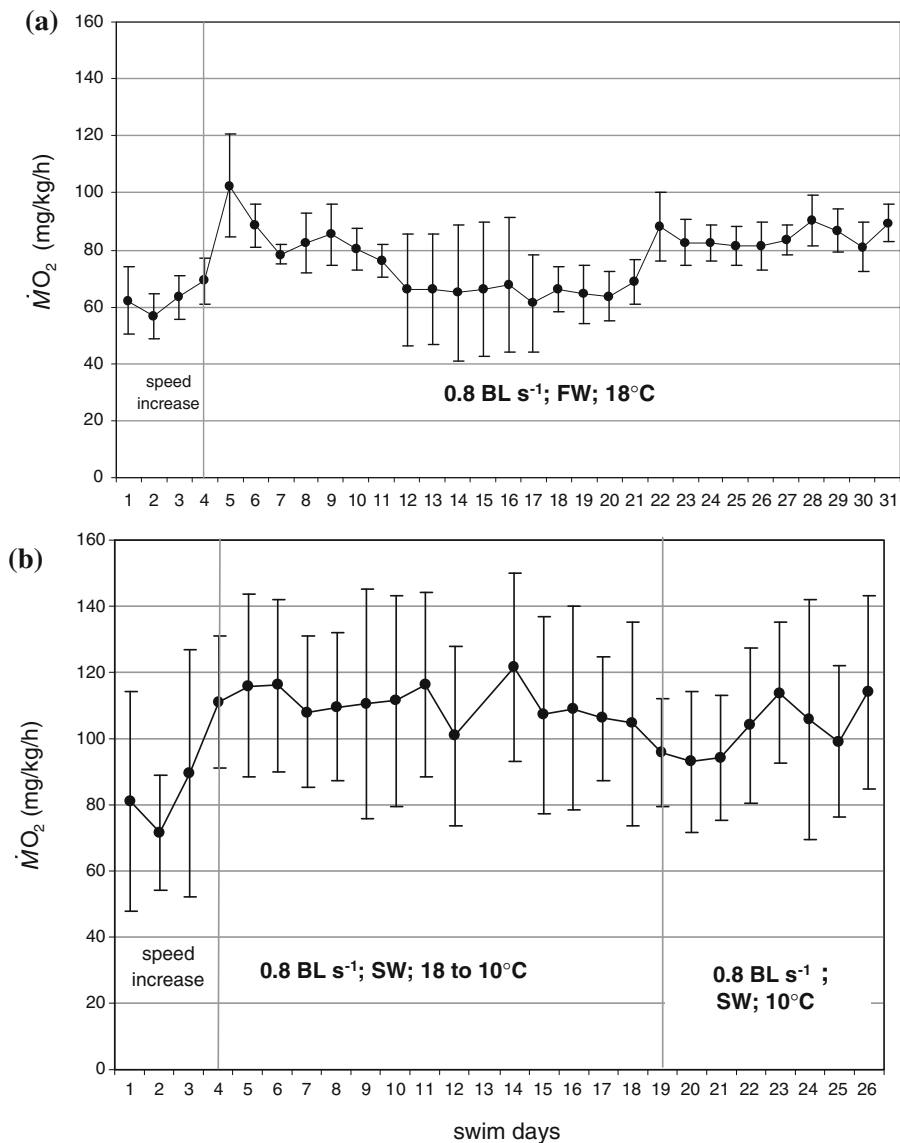 (a)
160
140
120
100
80
60
40
20
0
ṀO₂ (mg/kg/h)
speed
increase
0.8 BL s⁻¹; FW; 18°C
1 2 3 4 5 6 7 8 9 10 11 12 13 14 15 16 17 18 19 20 21 22 23 24 25 26 27 28 29 30 31
(b)
160
140
120
100
80
60
40
20
0
ṀO₂ (mg/kg/h)
speed
increase
0.8 BL s⁻¹; SW; 18 to 10°C
0.8 BL s⁻¹ ;
SW; 10°C
1 2 3 4 5 6 7 8 9 10 11 12 13 14 15 16 17 18 19 20 21 22 23 24 25 26
swim days